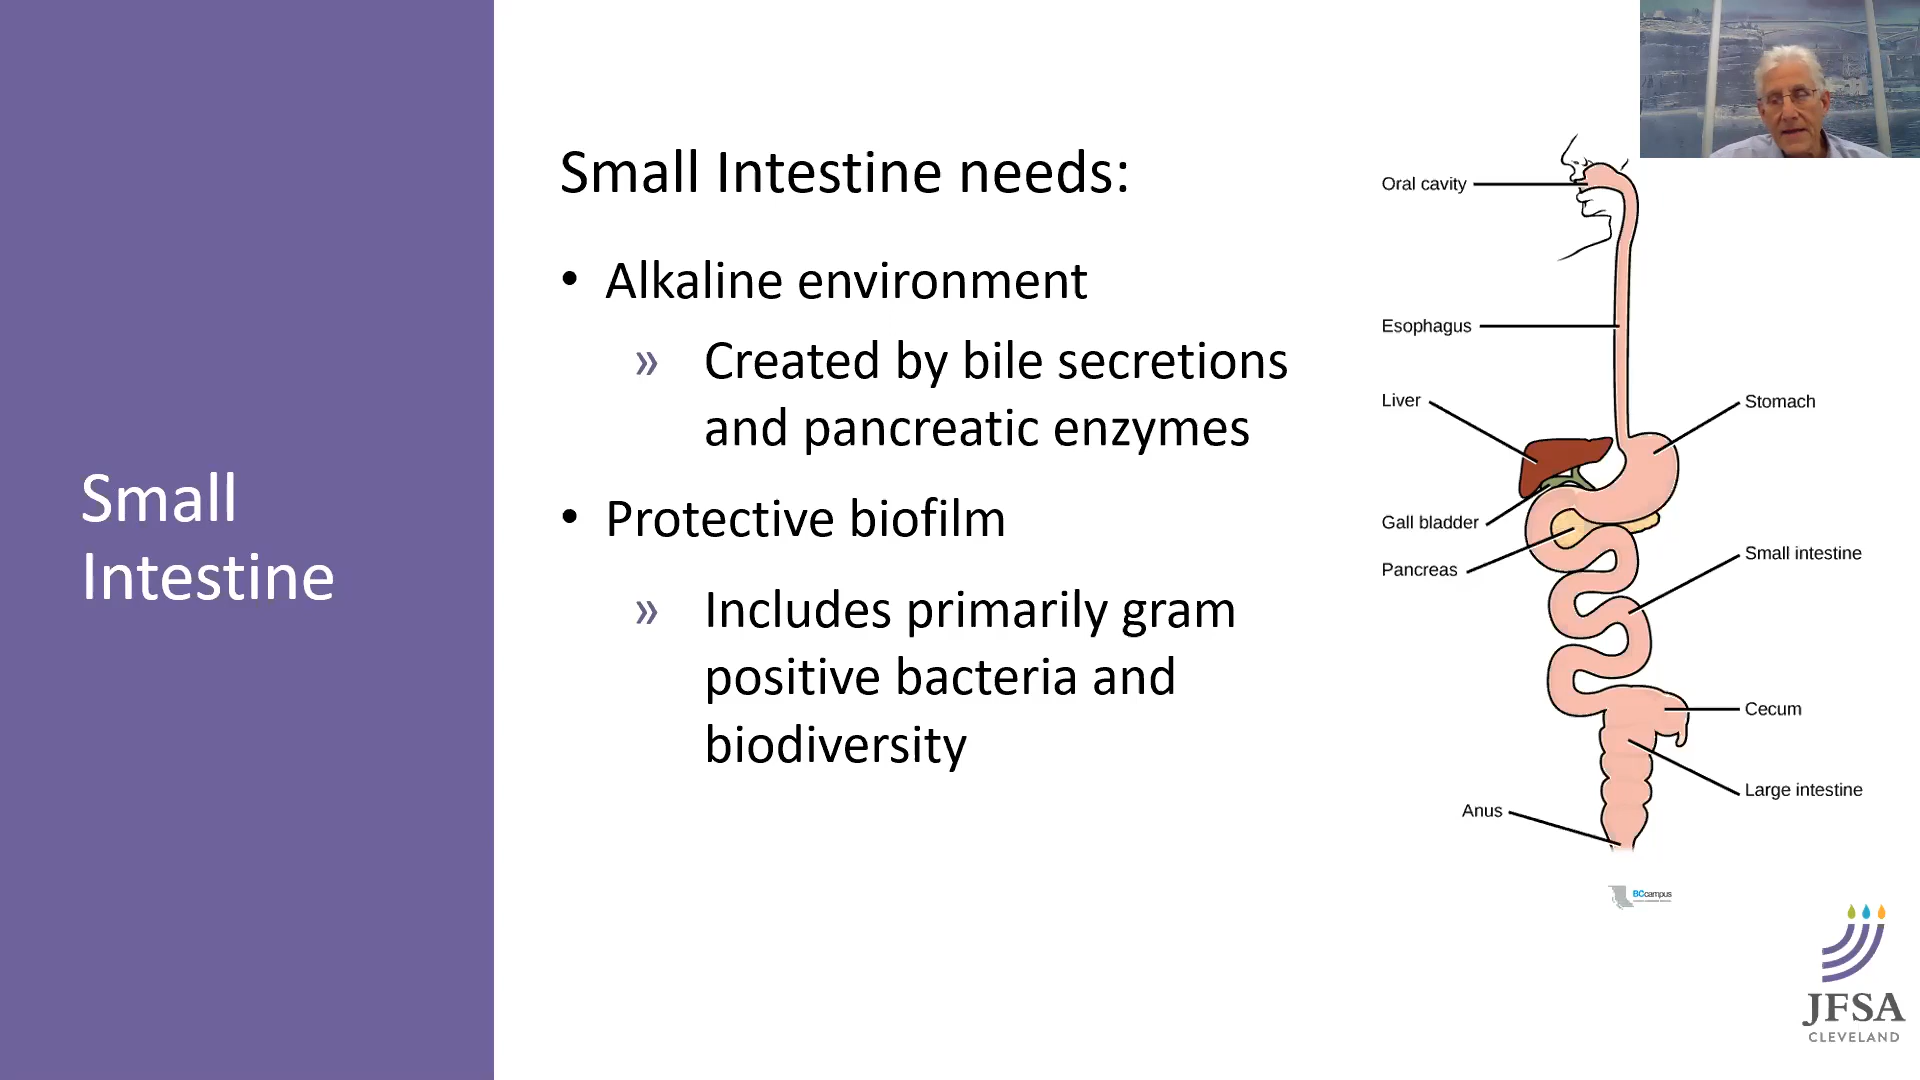 Small
Intestine
Small Intestine needs:
• Alkaline environment
» Created by bile secretions
and pancreatic enzymes
• Protective biofilm
» Includes primarily gram
positive bacteria and
biodiversity
Oral cavity
Esophagus
Liver
Stomach
Gall bladder
Pancreas
Small intestine
Cecum
Large intestine
Anus
BCcampus
JFSA
CLEVELAND